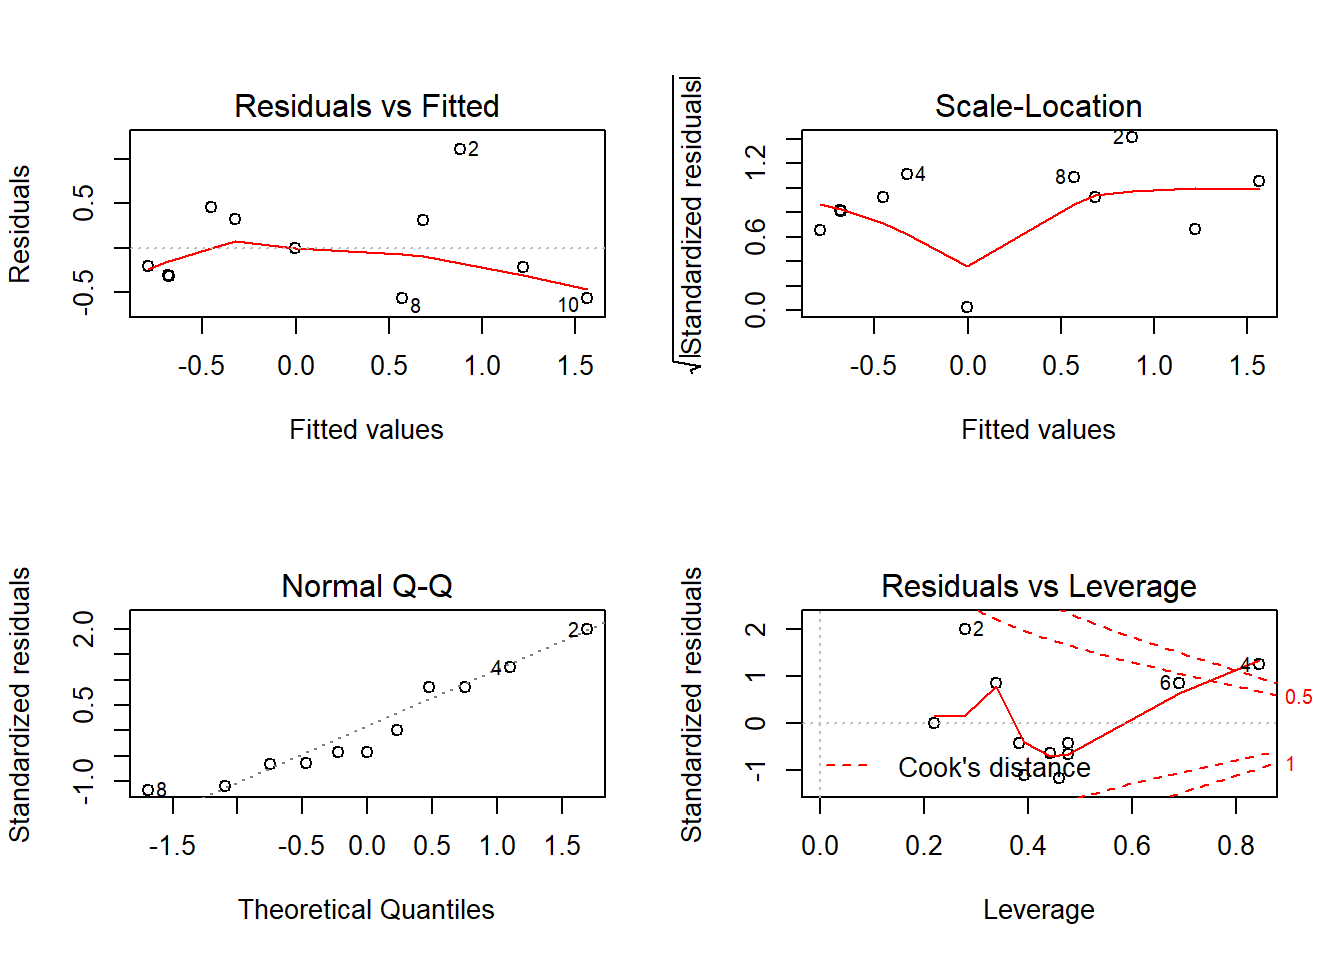 Residuals vs Fitted
Residuals
-0.5 0.5
2
8
10
-0.5 0.0 0.5 1.0 1.5
Fitted values
Scale-Location
√|Standardized residuals|
0.0 0.6 1.2
2
4
8
-0.5 0.0 0.5 1.0 1.5
Fitted values
Normal Q-Q
Standardized residuals
-1.0 0.5 2.0
2
4
8
-1.5 -0.5 0.0 0.5 1.0 1.5
Theoretical Quantiles
Residuals vs Leverage
Standardized residuals
-1 0 1 2
2
4
6
0.5
1
Cook's distance
0.0 0.2 0.4 0.6 0.8
Leverage